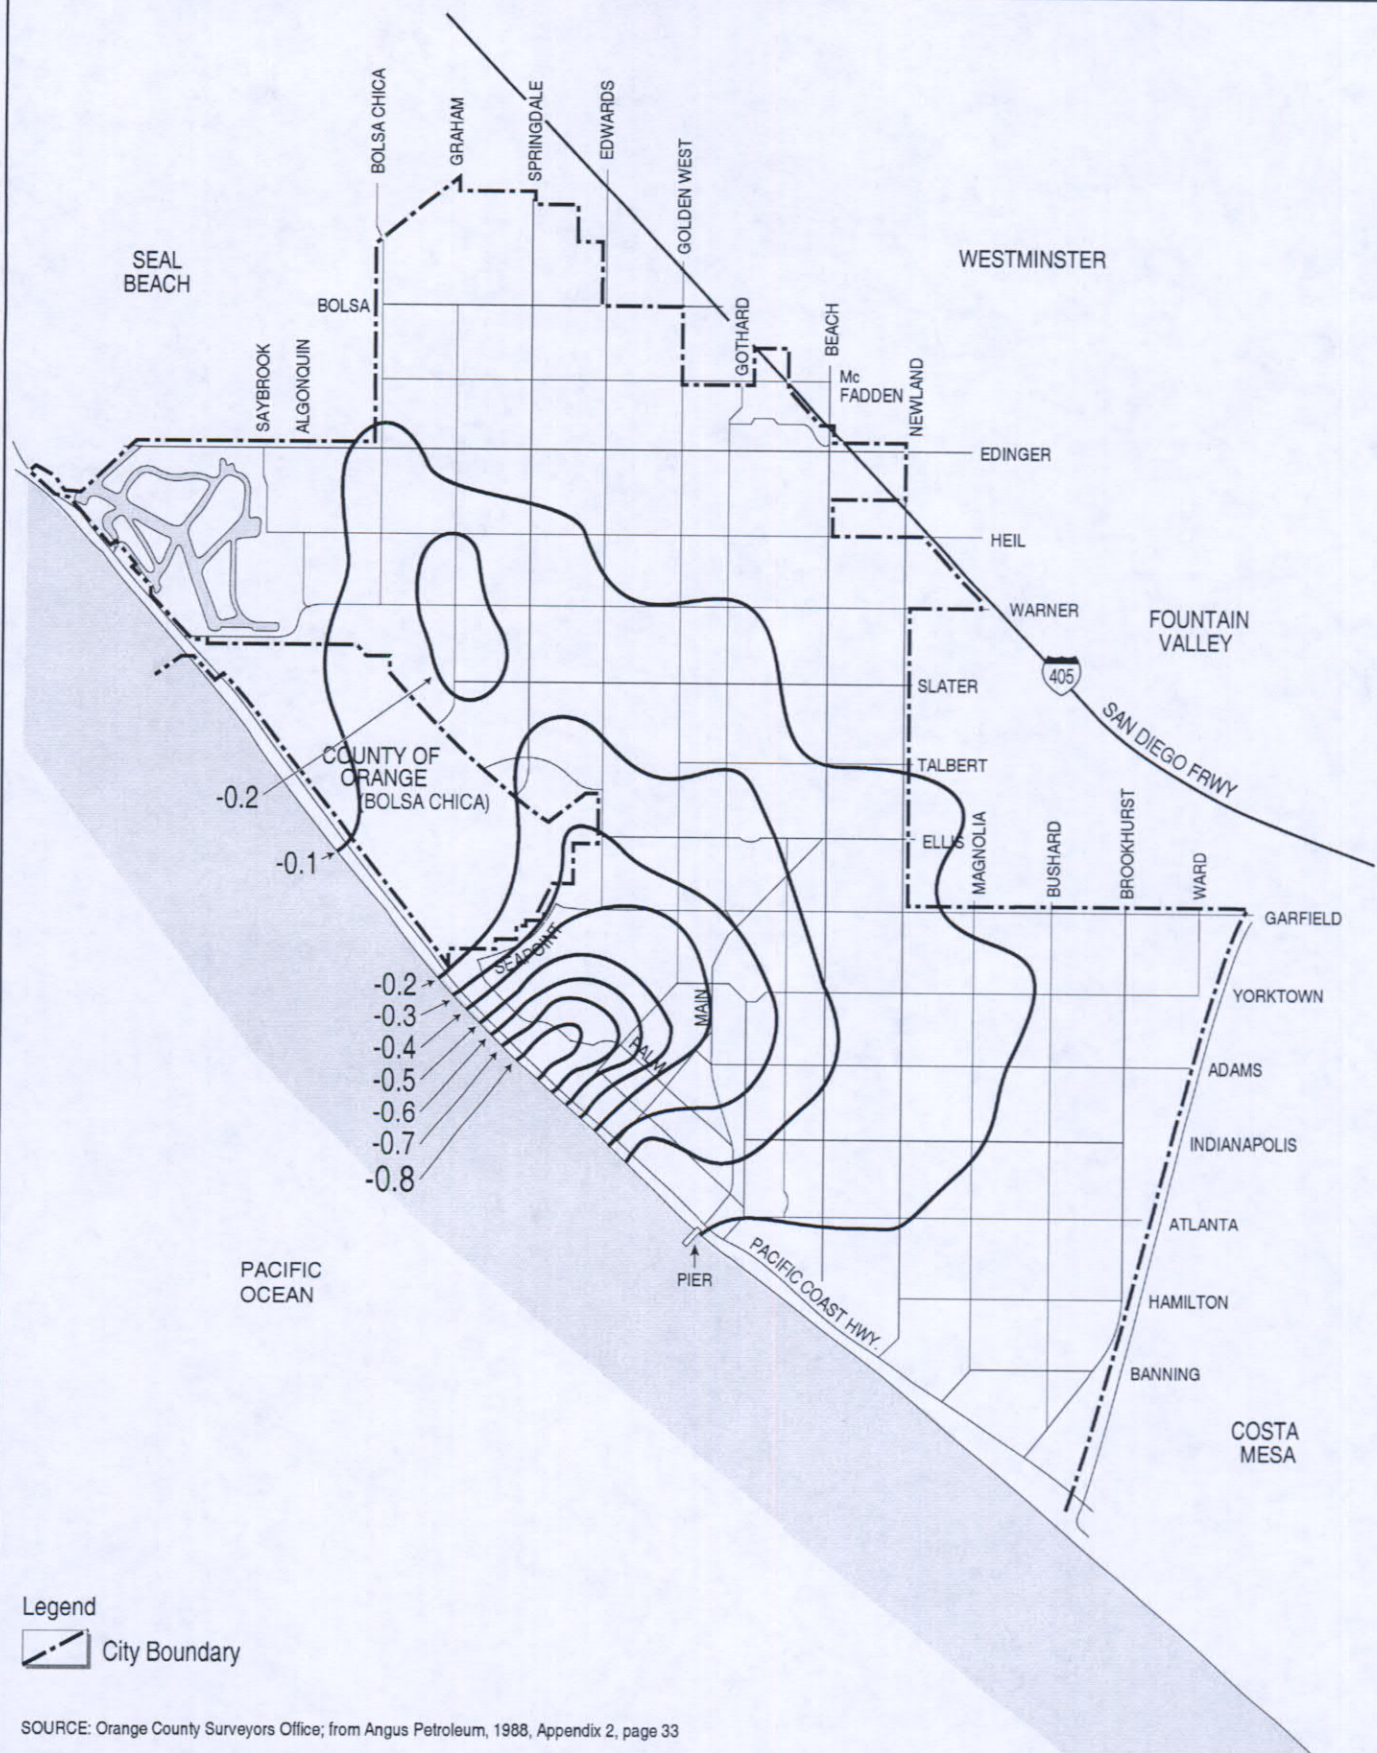 BOLSA CHICA
GRAHAM
SPRINGDALE
EDWARDS
GOLDEN WEST
SEAL
BEACH
WESTMINSTER
BOLSA
GOTHARD
BEACH
SAYBROOK
ALGONQUIN
Mc
FADDEN
NEWLAND
EDINGER
HEIL
WARNER
FOUNTAIN
VALLEY
405
SLATER
SAN DIEGO FRWY
COUNTY OF
ORANGE
(BOLSA CHICA)
TALBERT
-0.2
-0.1
ELLIS
MAGNOLIA
BUSHARD
BROOKHURST
WARD
GARFIELD
SEAPOINT
-0.2
-0.3
-0.4
-0.5
-0.6
-0.7
-0.8
MAIN
PALM
YORKTOWN
ADAMS
INDIANAPOLIS
ATLANTA
PACIFIC
OCEAN
PIER
PACIFIC COAST HWY.
HAMILTON
BANNING
COSTA
MESA
Legend
City Boundary
SOURCE: Orange County Surveyors Office; from Angus Petroleum, 1988, Appendix 2, page 33